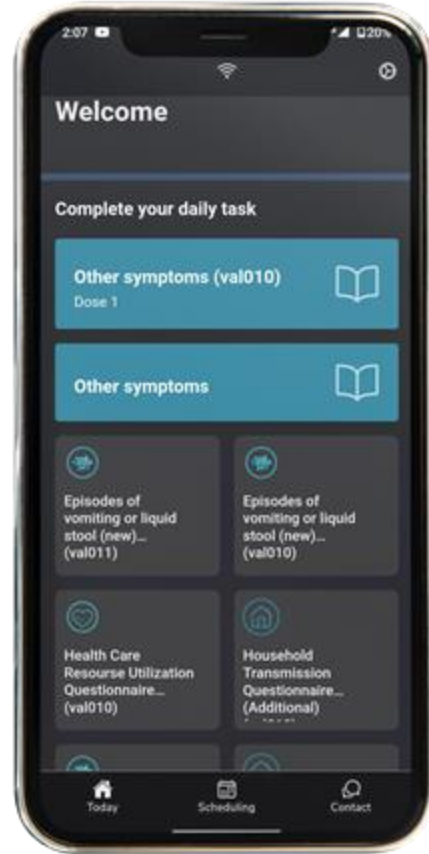 2:07
20%
Welcome
Complete your daily task
Other symptoms (val010)
Dose 1
Other symptoms
Episodes of
vomiting or liquid
stool (new)...
(val011)
Episodes of
vomiting or liquid
stool (new)...
(val010)
Health Care
Resourse Utilization
Questionnaire...
(val010)
Household
Transmission
Questionnaire...
(Additional)
Today
Scheduling
Contact